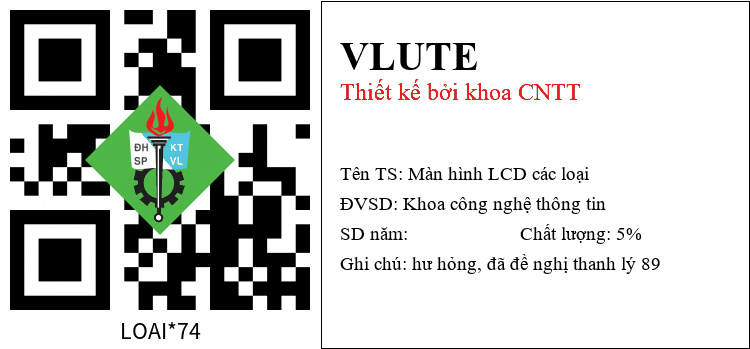 ĐH KT
SP VL
LOAI*74
VLUTE
Thiết kế bởi khoa CNTT
Tên TS: Màn hình LCD các loại
ĐVSD: Khoa công nghệ thông tin
SD năm: Chất lượng: 5%
Ghi chú: hư hỏng, đã đề nghị thanh lý 89